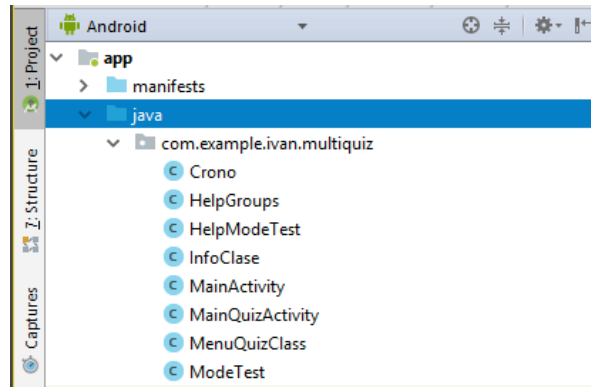 Android
1: Project
app
manifests
java
com.example.ivan.multiquiz
C Crono
C HelpGroups
C HelpModeTest
C InfoClase
C MainActivity
C MainQuizActivity
C MenuQuizClass
C ModeTest
7: Structure
Captures